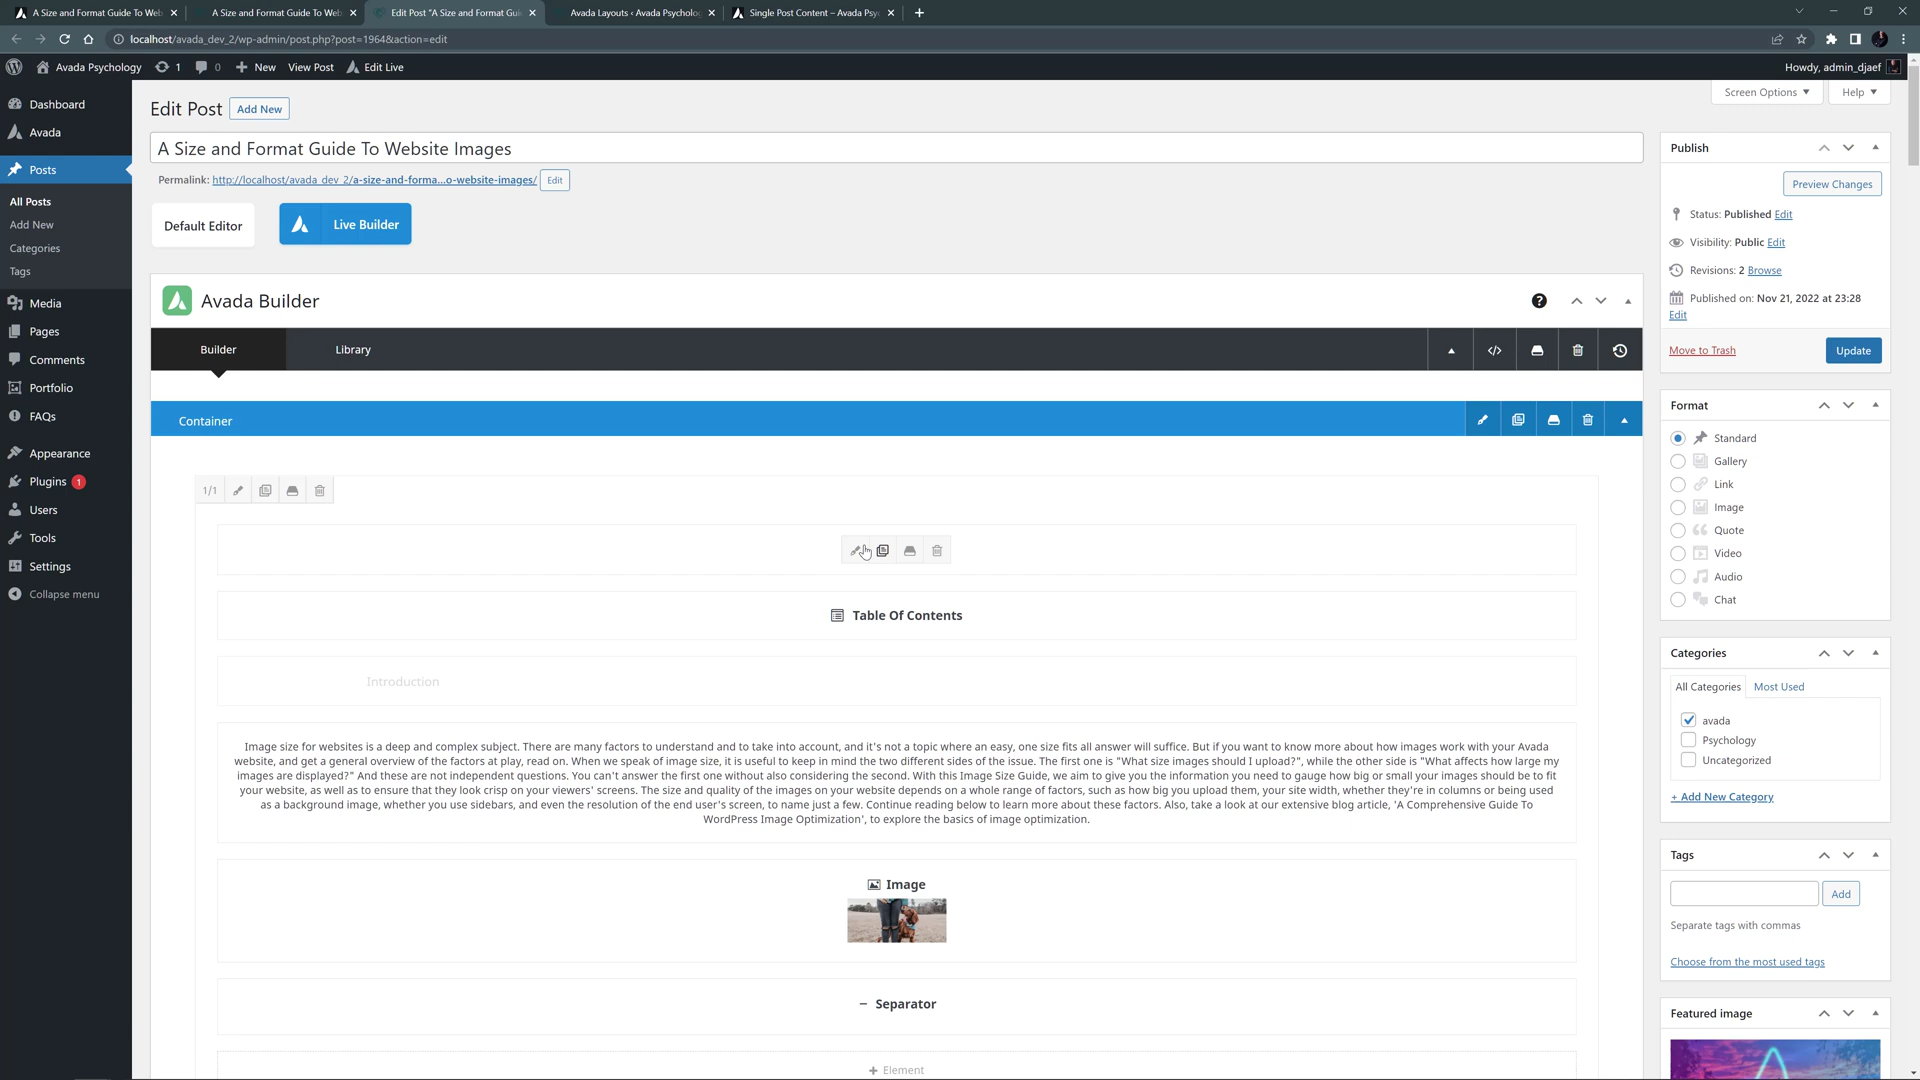 A Size and Format Guide To Web
A Size and Format Guide To Web
Edit Post "A Size and Format Gui
Avada Layouts ‹ Avada Psycholog
Single Post Content – Avada Psy
localhost/avada_dev_2/wp-admin/post.php?post=1964&action=edit
Avada Psychology
1
0
New
View Post
Edit Live
Howdy, admin_djaef
Dashboard
Avada
Posts
All Posts
Add New
Categories
Tags
Media
Pages
Comments
Portfolio
FAQs
Appearance
Plugins 1
Users
Tools
Settings
Collapse menu
Screen Options
Help
Edit Post
Add New
A Size and Format Guide To Website Images
Permalink: http://localhost/avada_dev_2/a-size-and-forma...o-website-images/ Edit
Default Editor
Live Builder
Avada Builder
Builder
Library
Container
1/1
Table Of Contents
Introduction
Image size for websites is a deep and complex subject. There are many factors to understand and to take into account, and it's not a topic where an easy, one size fits all answer will suffice. But if you want to know more about how images work with your Avada
website, and get a general overview of the factors at play, read on. When we speak of image size, it is useful to keep in mind the two different sides of the issue. The first one is "What size images should I upload?", while the other side is "What affects how large my
images are displayed?" And these are not independent questions. You can't answer the first one without also considering the second. With this Image Size Guide, we aim to give you the information you need to gauge how big or small your images should be to fit
your website, as well as to ensure that they look crisp on your viewers' screens. The size and quality of the images on your website depends on a whole range of factors, such as how big you upload them, your site width, whether they're in columns or being used
as a background image, whether you use sidebars, and even the resolution of the end user's screen, to name just a few. Continue reading below to learn more about these factors. Also, take a look at our extensive blog article, 'A Comprehensive Guide To
WordPress Image Optimization', to explore the basics of image optimization.
Image
Separator
+ Element
Publish
Preview Changes
Status: Published Edit
Visibility: Public Edit
Revisions: 2 Browse
Published on: Nov 21, 2022 at 23:28
Edit
Move to Trash
Update
Format
Standard
Gallery
Link
Image
Quote
Video
Audio
Chat
Categories
All Categories
Most Used
avada
Psychology
Uncategorized
+ Add New Category
Tags
Add
Separate tags with commas
Choose from the most used tags
Featured image